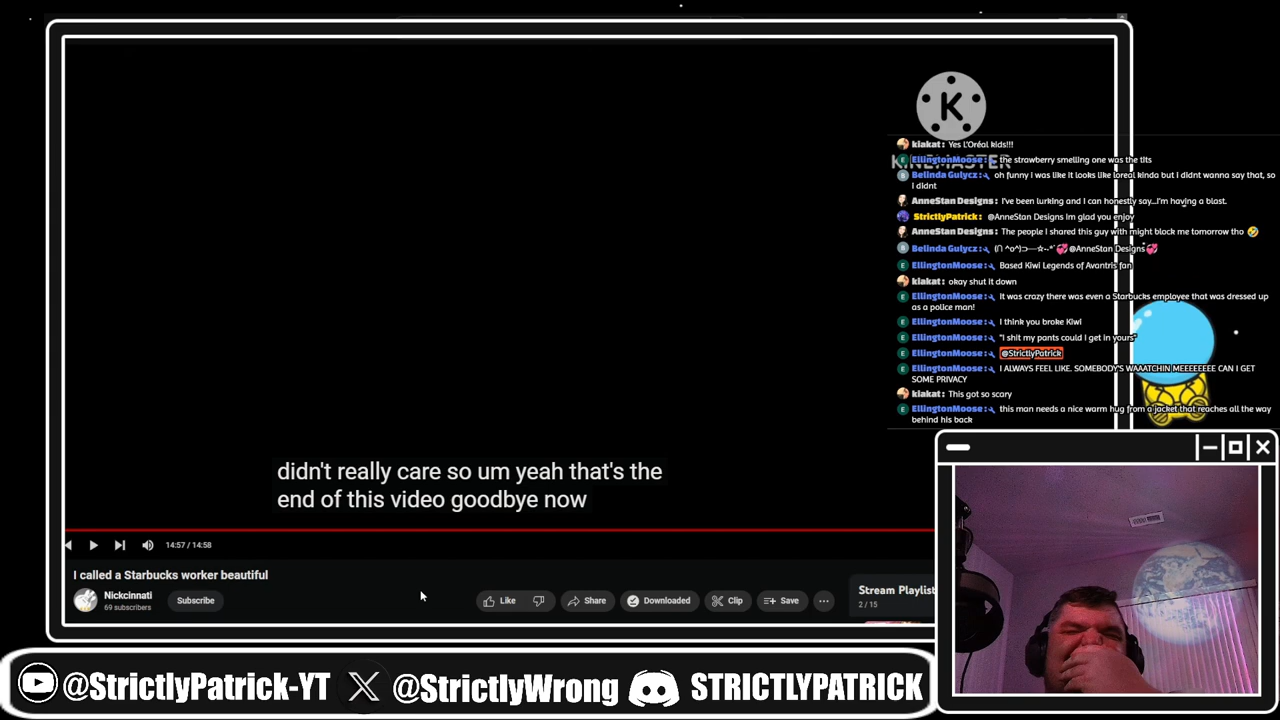 K
KINEMASTER
kiakat: Yes L'Oréal kids!!!
EllingtonMoose: the strawberry smelling one was the tits
Belinda Gulycz: oh funny i was like it looks like loreal kinda but i didnt wanna say that, so
i didnt
AnneStan Designs: I've been lurking and I can honestly say...I'm having a blast.
StrictlyPatrick: @AnneStan Designs Im glad you enjoy
AnneStan Designs: The people I shared this guy with might block me tomorrow tho 🤣
Belinda Gulycz: (∩ ^o^)⊃━☆-.*˙💞@AnneStan Designs💞
EllingtonMoose: Based Kiwi Legends of Avantris fan
kiakat: okay shut it down
EllingtonMoose: It was crazy there was even a Starbucks employee that was dressed up
as a police man!
EllingtonMoose: I think you broke Kiwi
EllingtonMoose: "I shit my pants could I get in yours"
EllingtonMoose: @StrictlyPatrick
EllingtonMoose: I ALWAYS FEEL LIKE. SOMEBODY'S WAAATCHIN MEEEEEEE CAN I GET
SOME PRIVACY
kiakat: This got so scary
EllingtonMoose: this man needs a nice warm hug from a jacket that reaches all the way
behind his back
didn't really care so um yeah that's the
end of this video goodbye now
14:57 / 14:58
I called a Starbucks worker beautiful
Nickcinnati
69 subscribers
Subscribe
Like
Share
Downloaded
Clip
Save
Stream Playlist
2 / 15
@StrictlyPatrick-YT
@StrictlyWrong
STRICTLYPATRICK